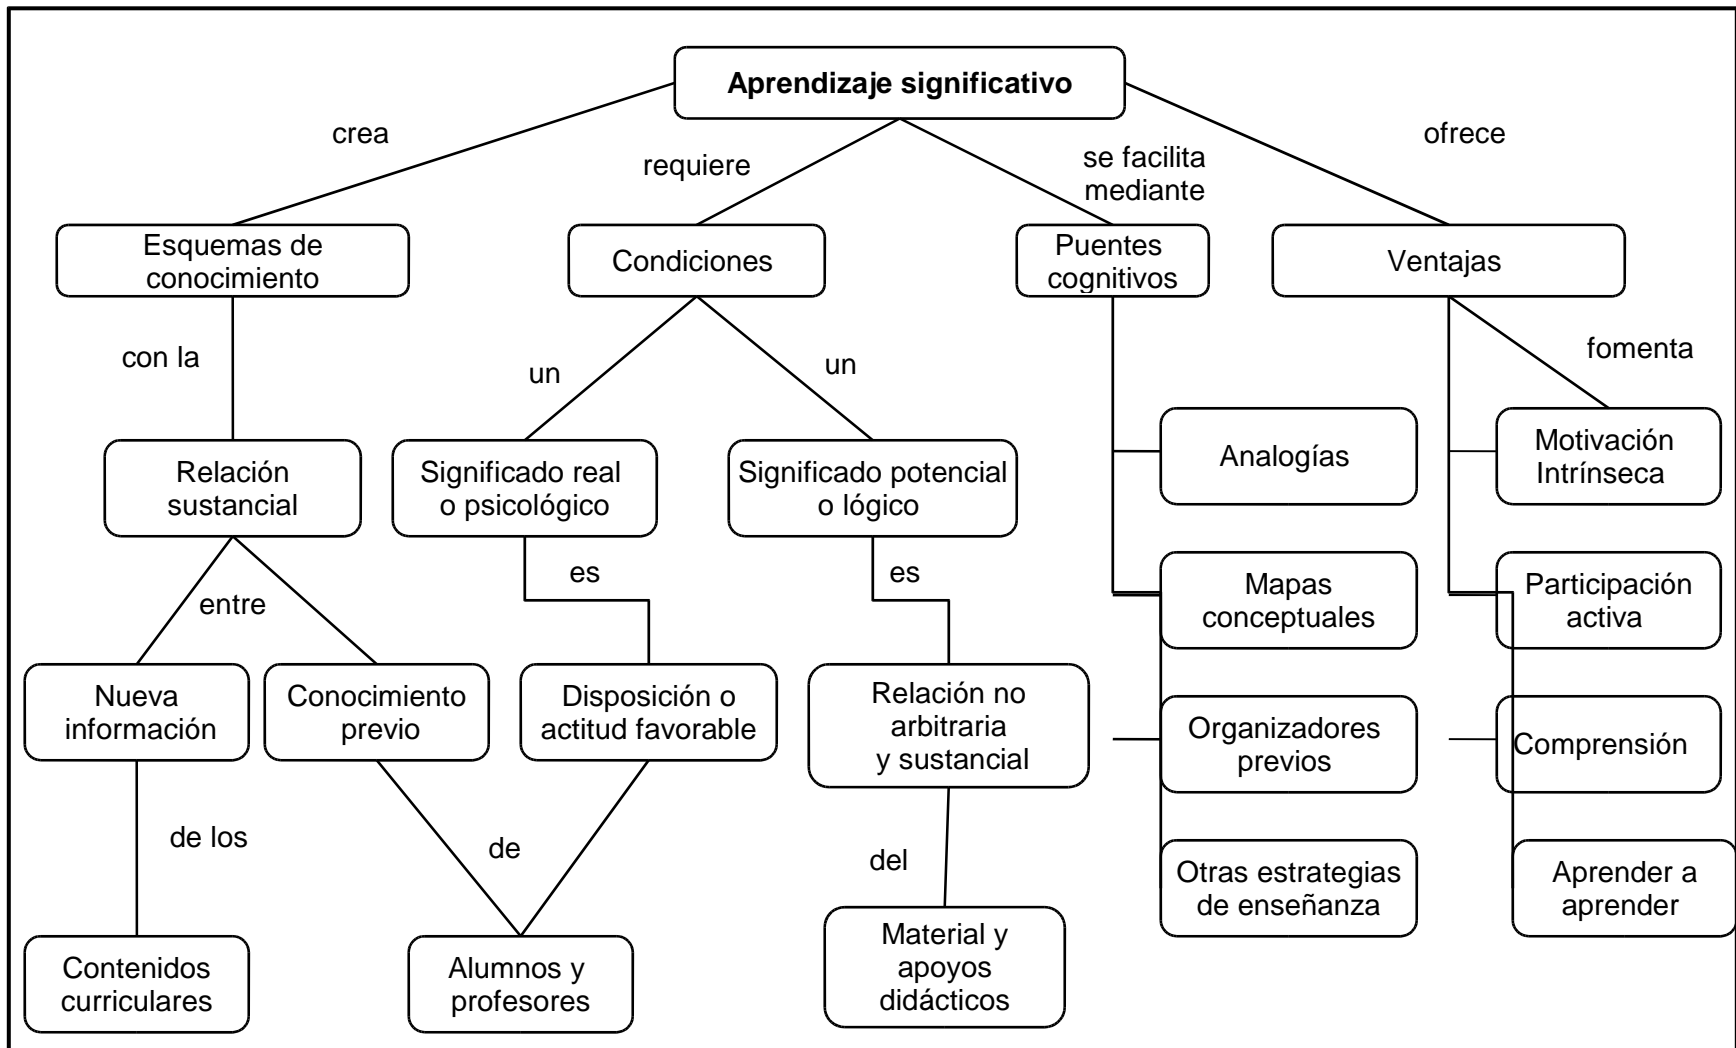 Aprendizaje significativo
crea
requiere
se facilita
mediante
ofrece
Esquemas de
conocimiento
Condiciones
Puentes
cognitivos
Ventajas
con la
un
un
fomenta
Relación
sustancial
Significado real
o psicológico
Significado potencial
o lógico
Analogías
Motivación
Intrínseca
entre
es
es
Mapas
conceptuales
Participación
activa
Nueva
información
Conocimiento
previo
Disposición o
actitud favorable
Relación no
arbitraria
y sustancial
Organizadores
previos
Comprensión
de los
de
del
Otras estrategias
de enseñanza
Aprender a
aprender
Contenidos
curriculares
Alumnos y
profesores
Material y
apoyos
didácticos